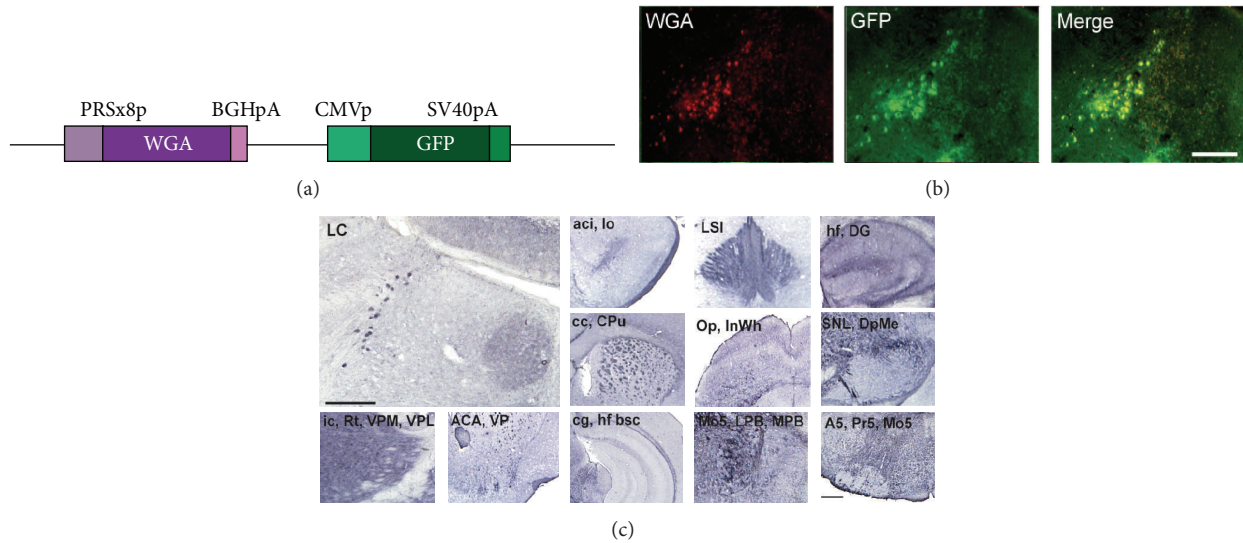 PRSx8p BGHpA CMVp SV40pA
WGA GFP
(a)
WGA GFP Merge
(b)
LC aci, lo LSI hf, DG
cc, CPu Op, InWh SNL, DpMe
ic, Rt, VPM, VPL ACA, VP cg, hf bsc Mo5, LPB, MPB A5, Pr5, Mo5
(c)